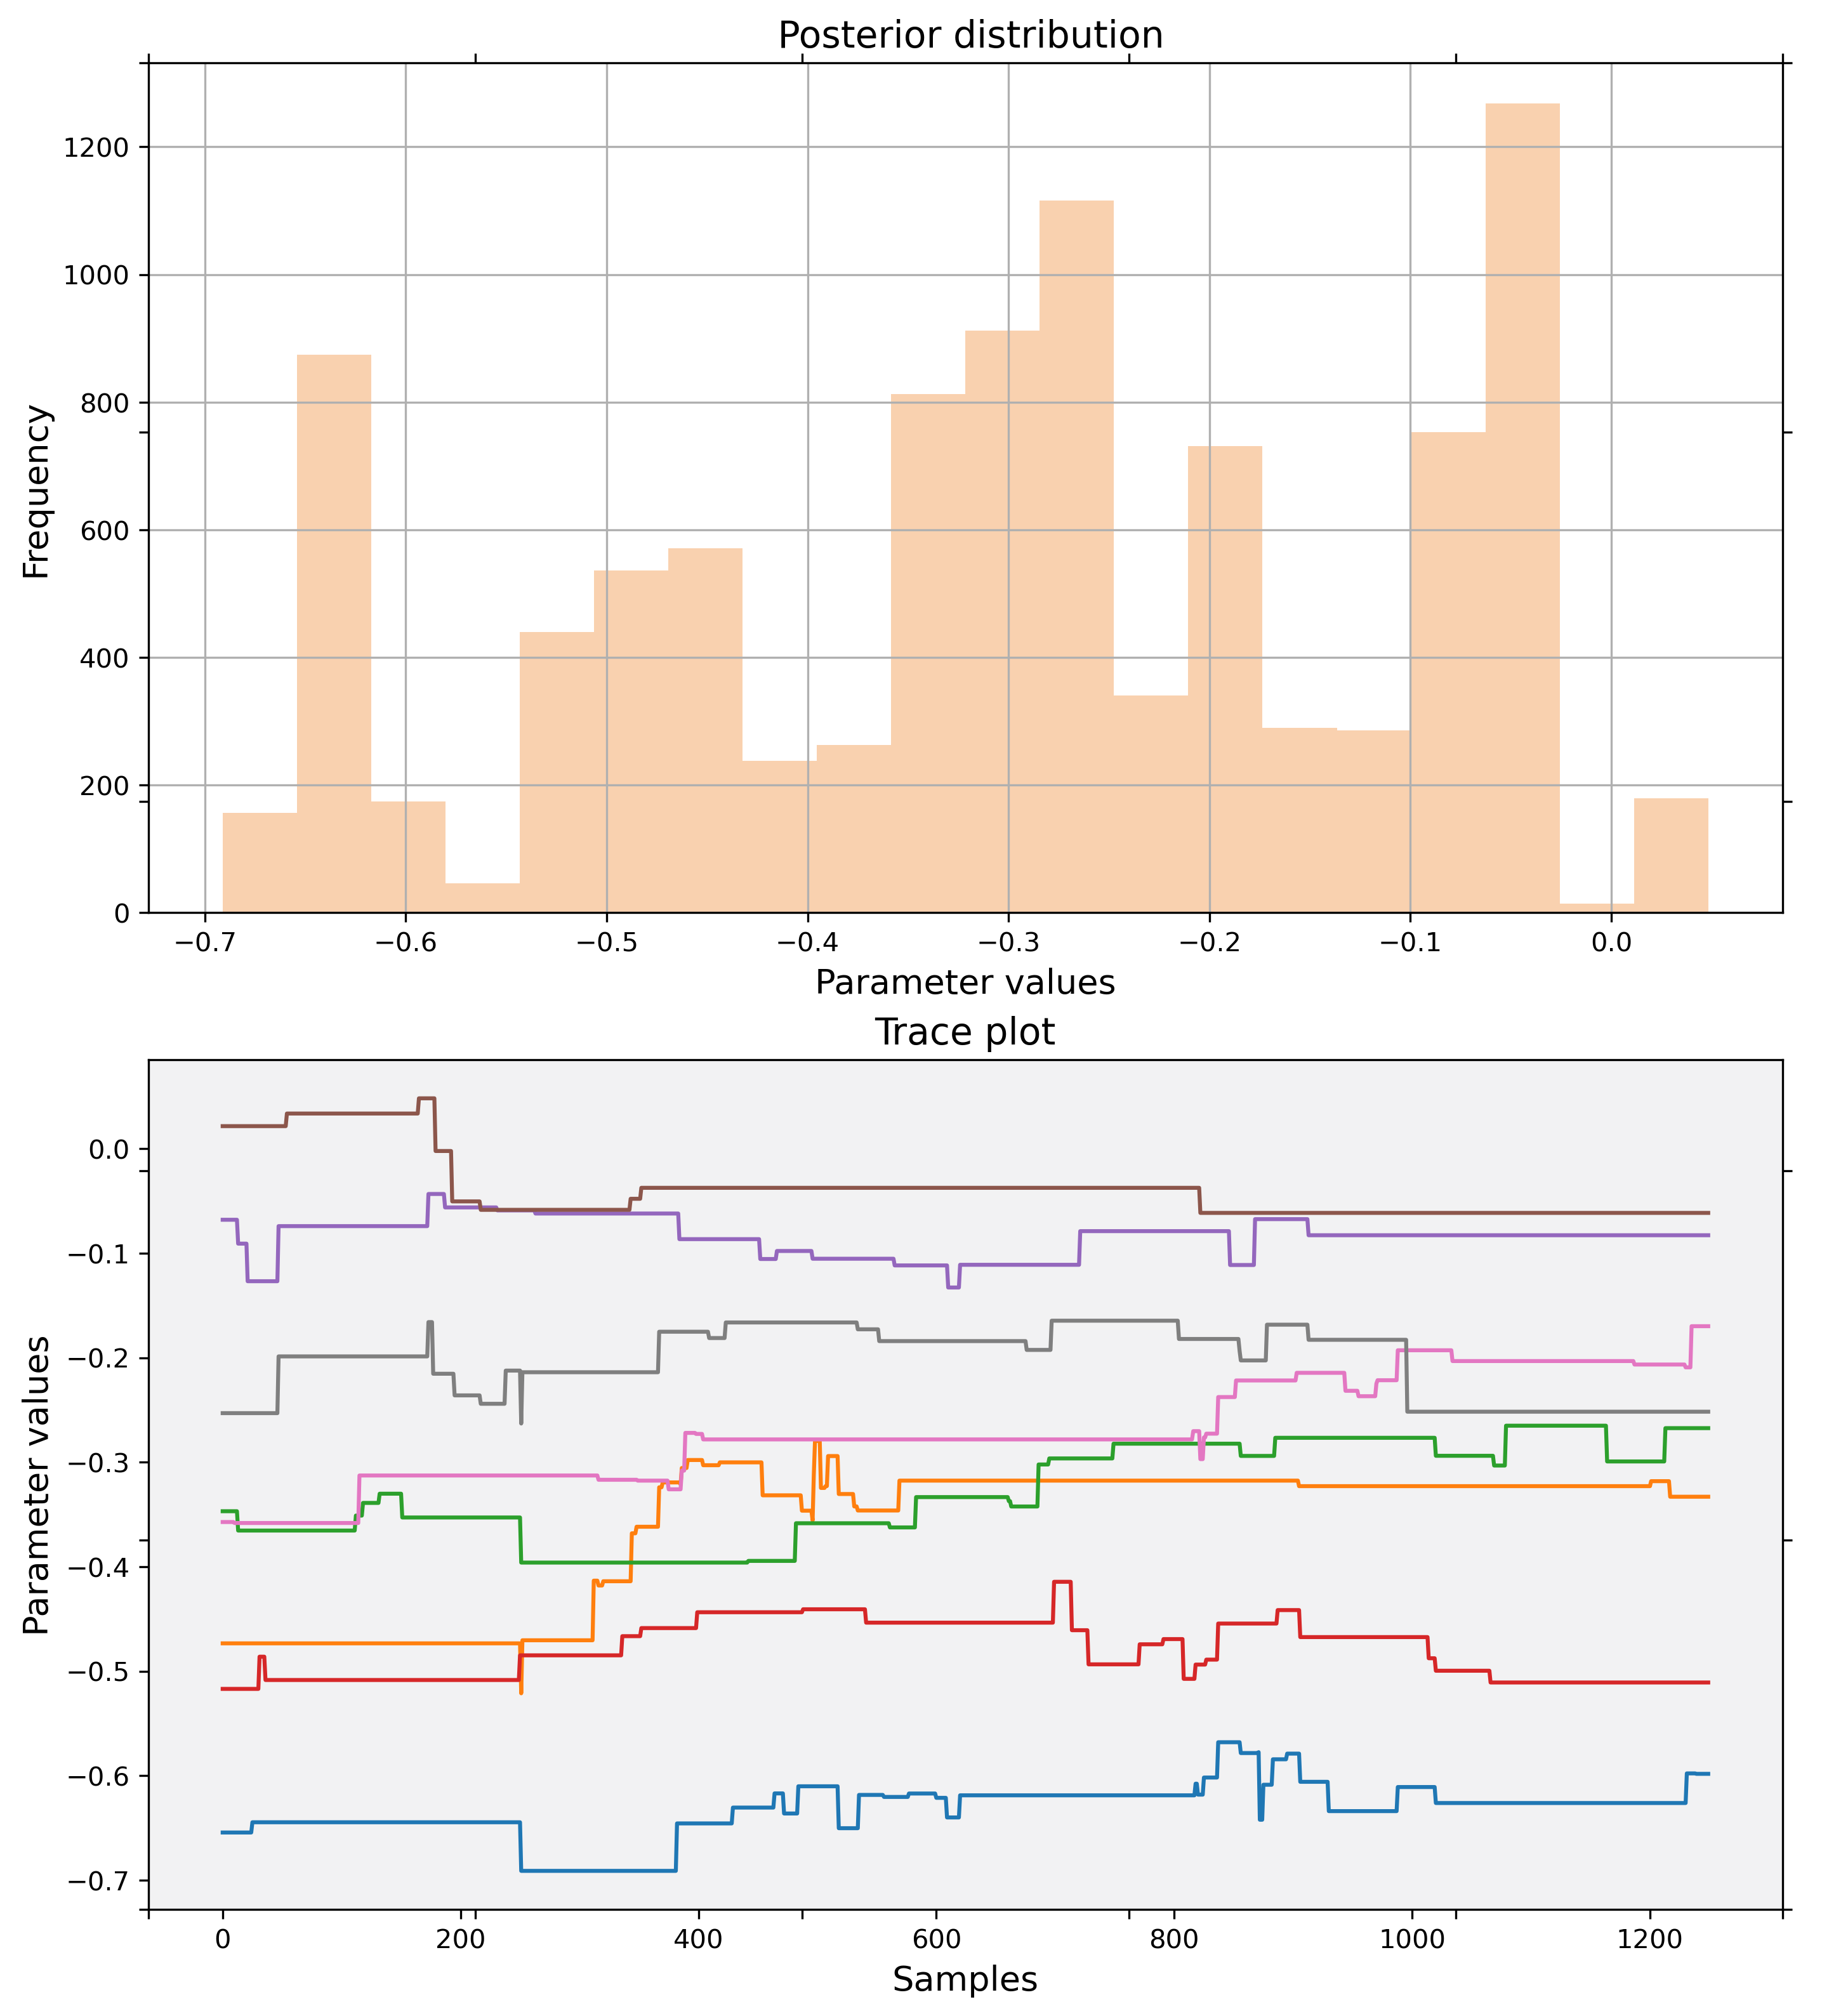 Posterior distribution
1200
1000
800
600
400
200
0
Frequency
−0.7 −0.6 −0.5 −0.4 −0.3 −0.2 −0.1 0.0
Parameter values
Trace plot
0.0
−0.1
−0.2
−0.3
−0.4
−0.5
−0.6
−0.7
Parameter values
0 200 400 600 800 1000 1200
Samples